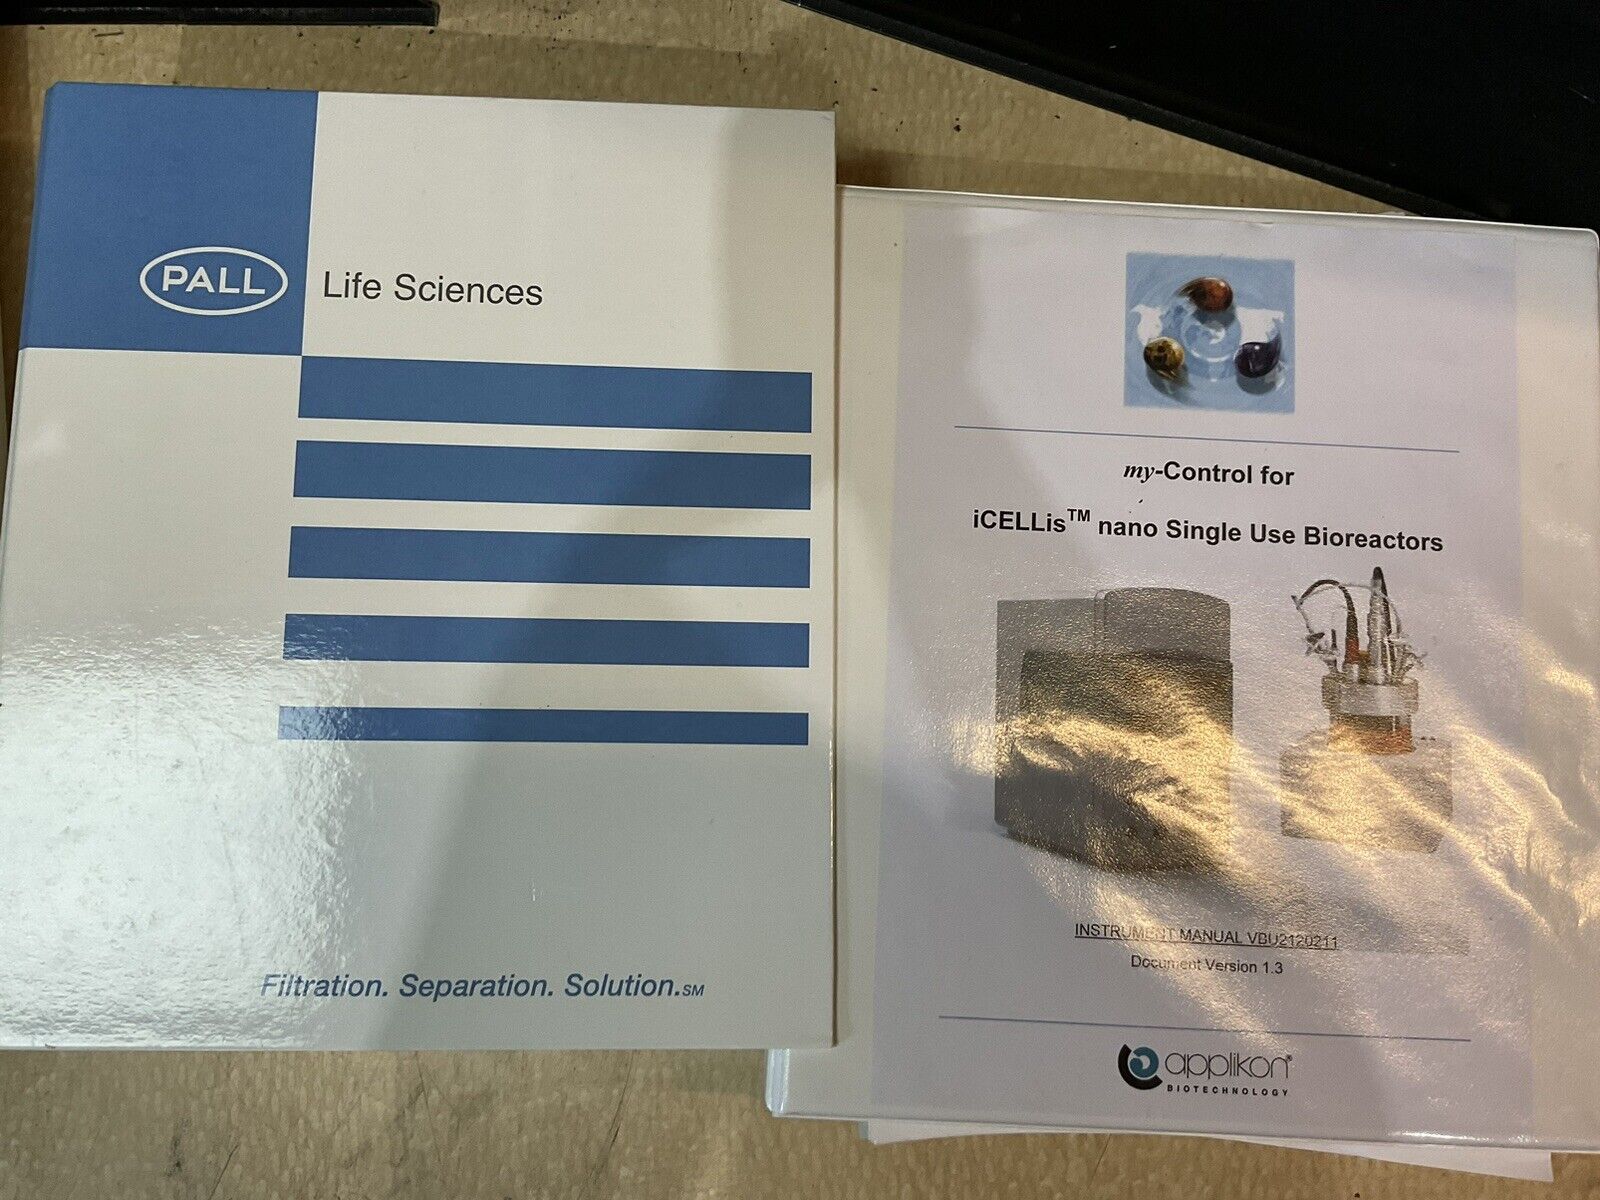 PALL
Life Sciences
Filtration. Separation. Solution.SM
my-Control for
iCELLis™ nano Single Use Bioreactors
INSTRUMENT MANUAL VBU2120211
Document Version 1.3
applikon®
BIOTECHNOLOGY